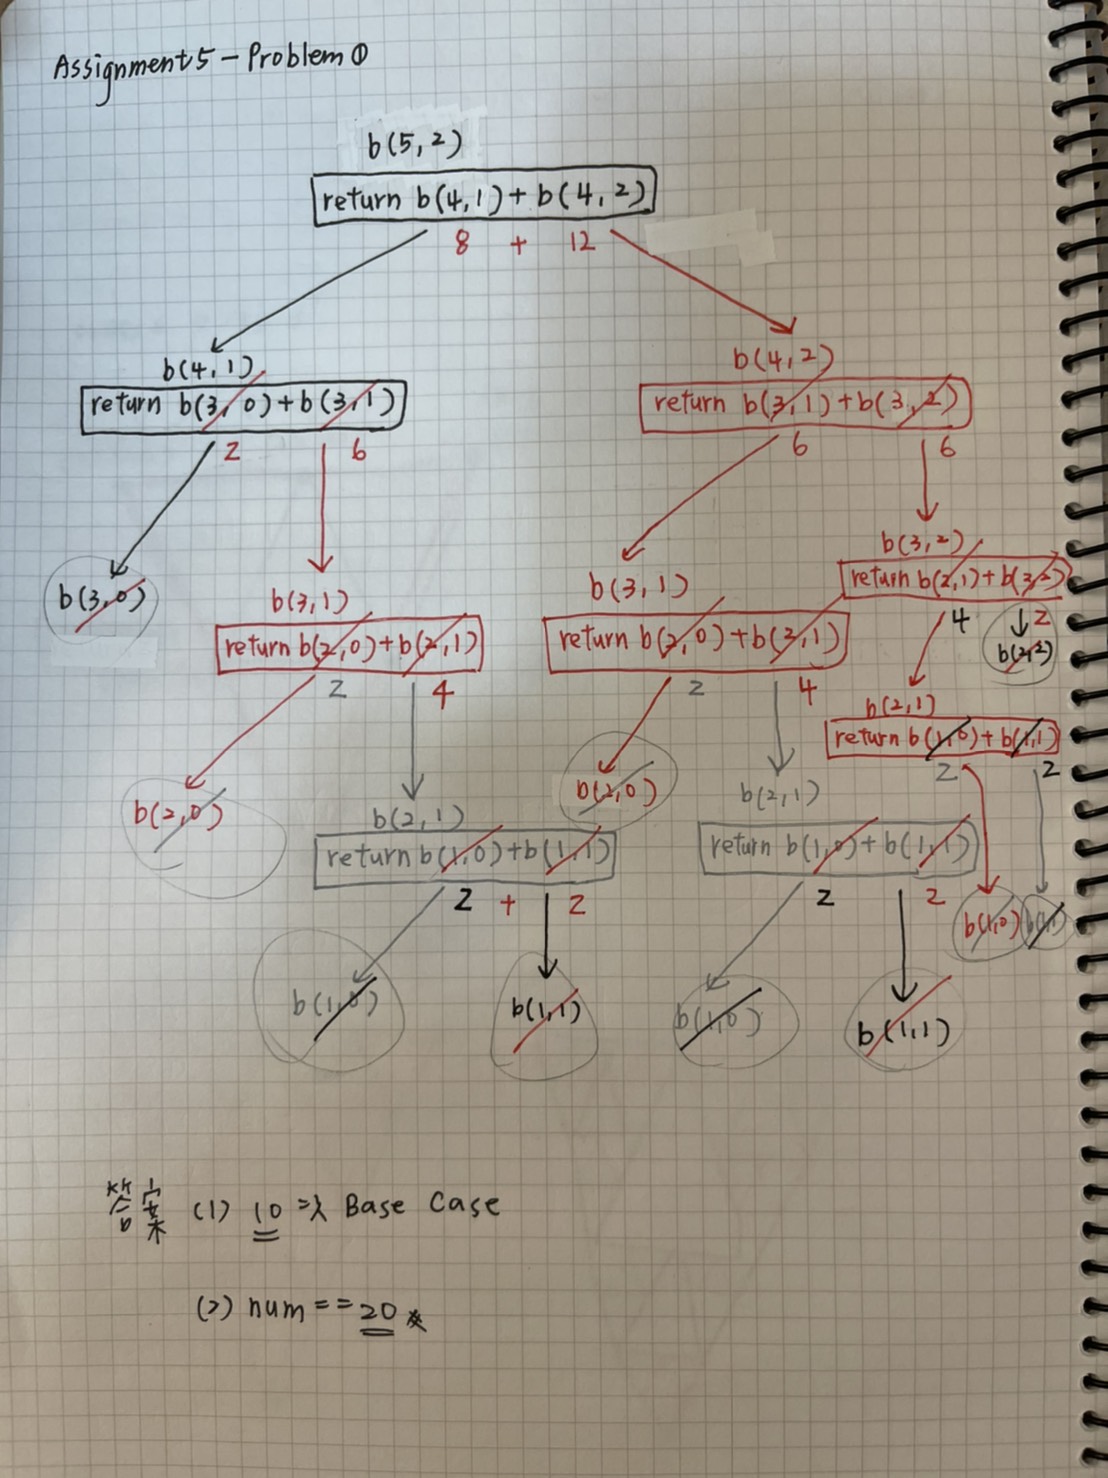 Assignment 5 - Problem ①
b(5,2)
return b(4,1)+b(4,2)
8 + 12
b(4,1)
return b(3,0)+b(3,1)
2 6
b(4,2)
return b(3,1)+b(3,2)
6 6
b(3,0)
b(3,1)
return b(2,0)+b(2,1)
2 4
b(3,1)
return b(2,0)+b(2,1)
2 4
b(3,2)
return b(2,1)+b(3,2)
4 2
b(2,2)
b(2,1)
return b(1,0)+b(1,1)
2 2
b(2,0)
b(2,1)
return b(1,0)+b(1,1)
2 + 2
b(2,0)
b(2,1)
return b(1,0)+b(1,1)
2 2
b(1,0) b(1,1)
b(1,0)
b(1,1)
b(1,0)
b(1,1)
答案 (1) 10 次 Base Case
(2) num == 20